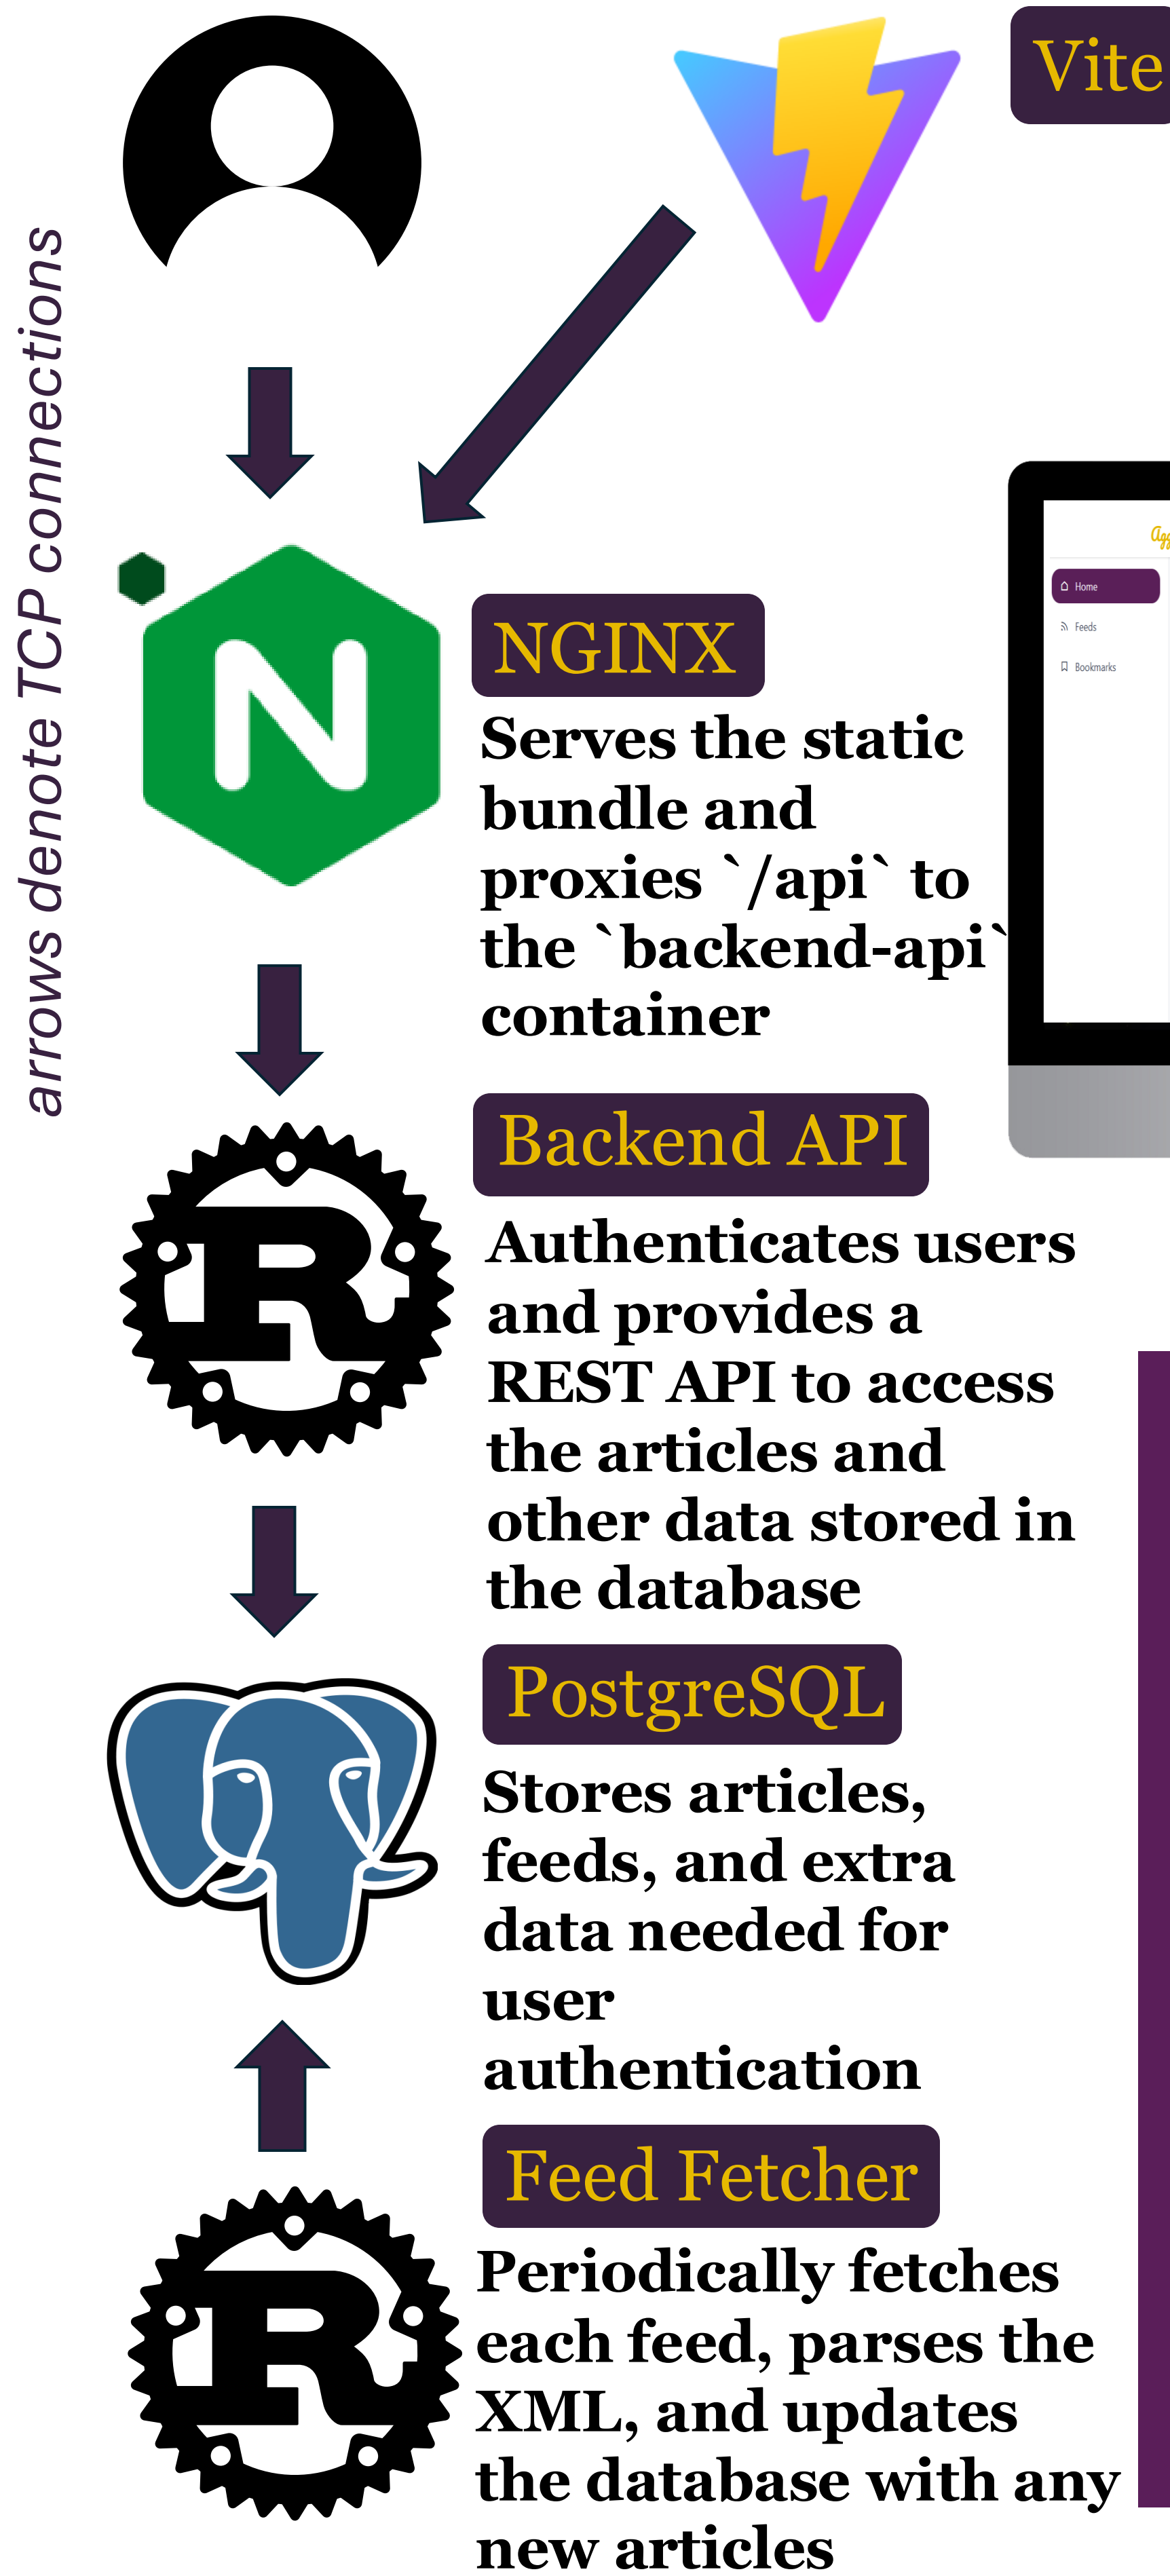 Vite
arrows denote TCP connections
Home
Feeds
Bookmarks
NGINX
Serves the static
bundle and
proxies `/api` to
the `backend-api`
container
Backend API
Authenticates users
and provides a
REST API to access
the articles and
other data stored in
the database
PostgreSQL
Stores articles,
feeds, and extra
data needed for
user
authentication
Feed Fetcher
Periodically fetches
each feed, parses the
XML, and updates
the database with any
new articles